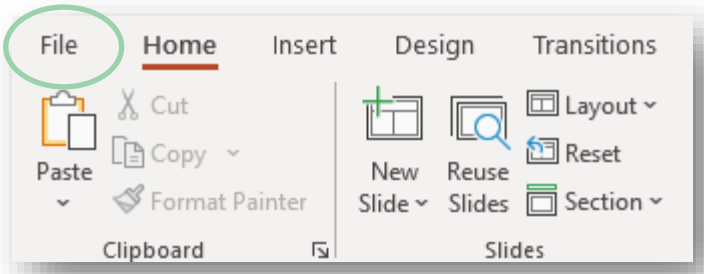 File Home Insert Design Transitions
Cut Layout
Copy Reset
Paste New Reuse
Format Painter Slide Slides Section
Clipboard Slides